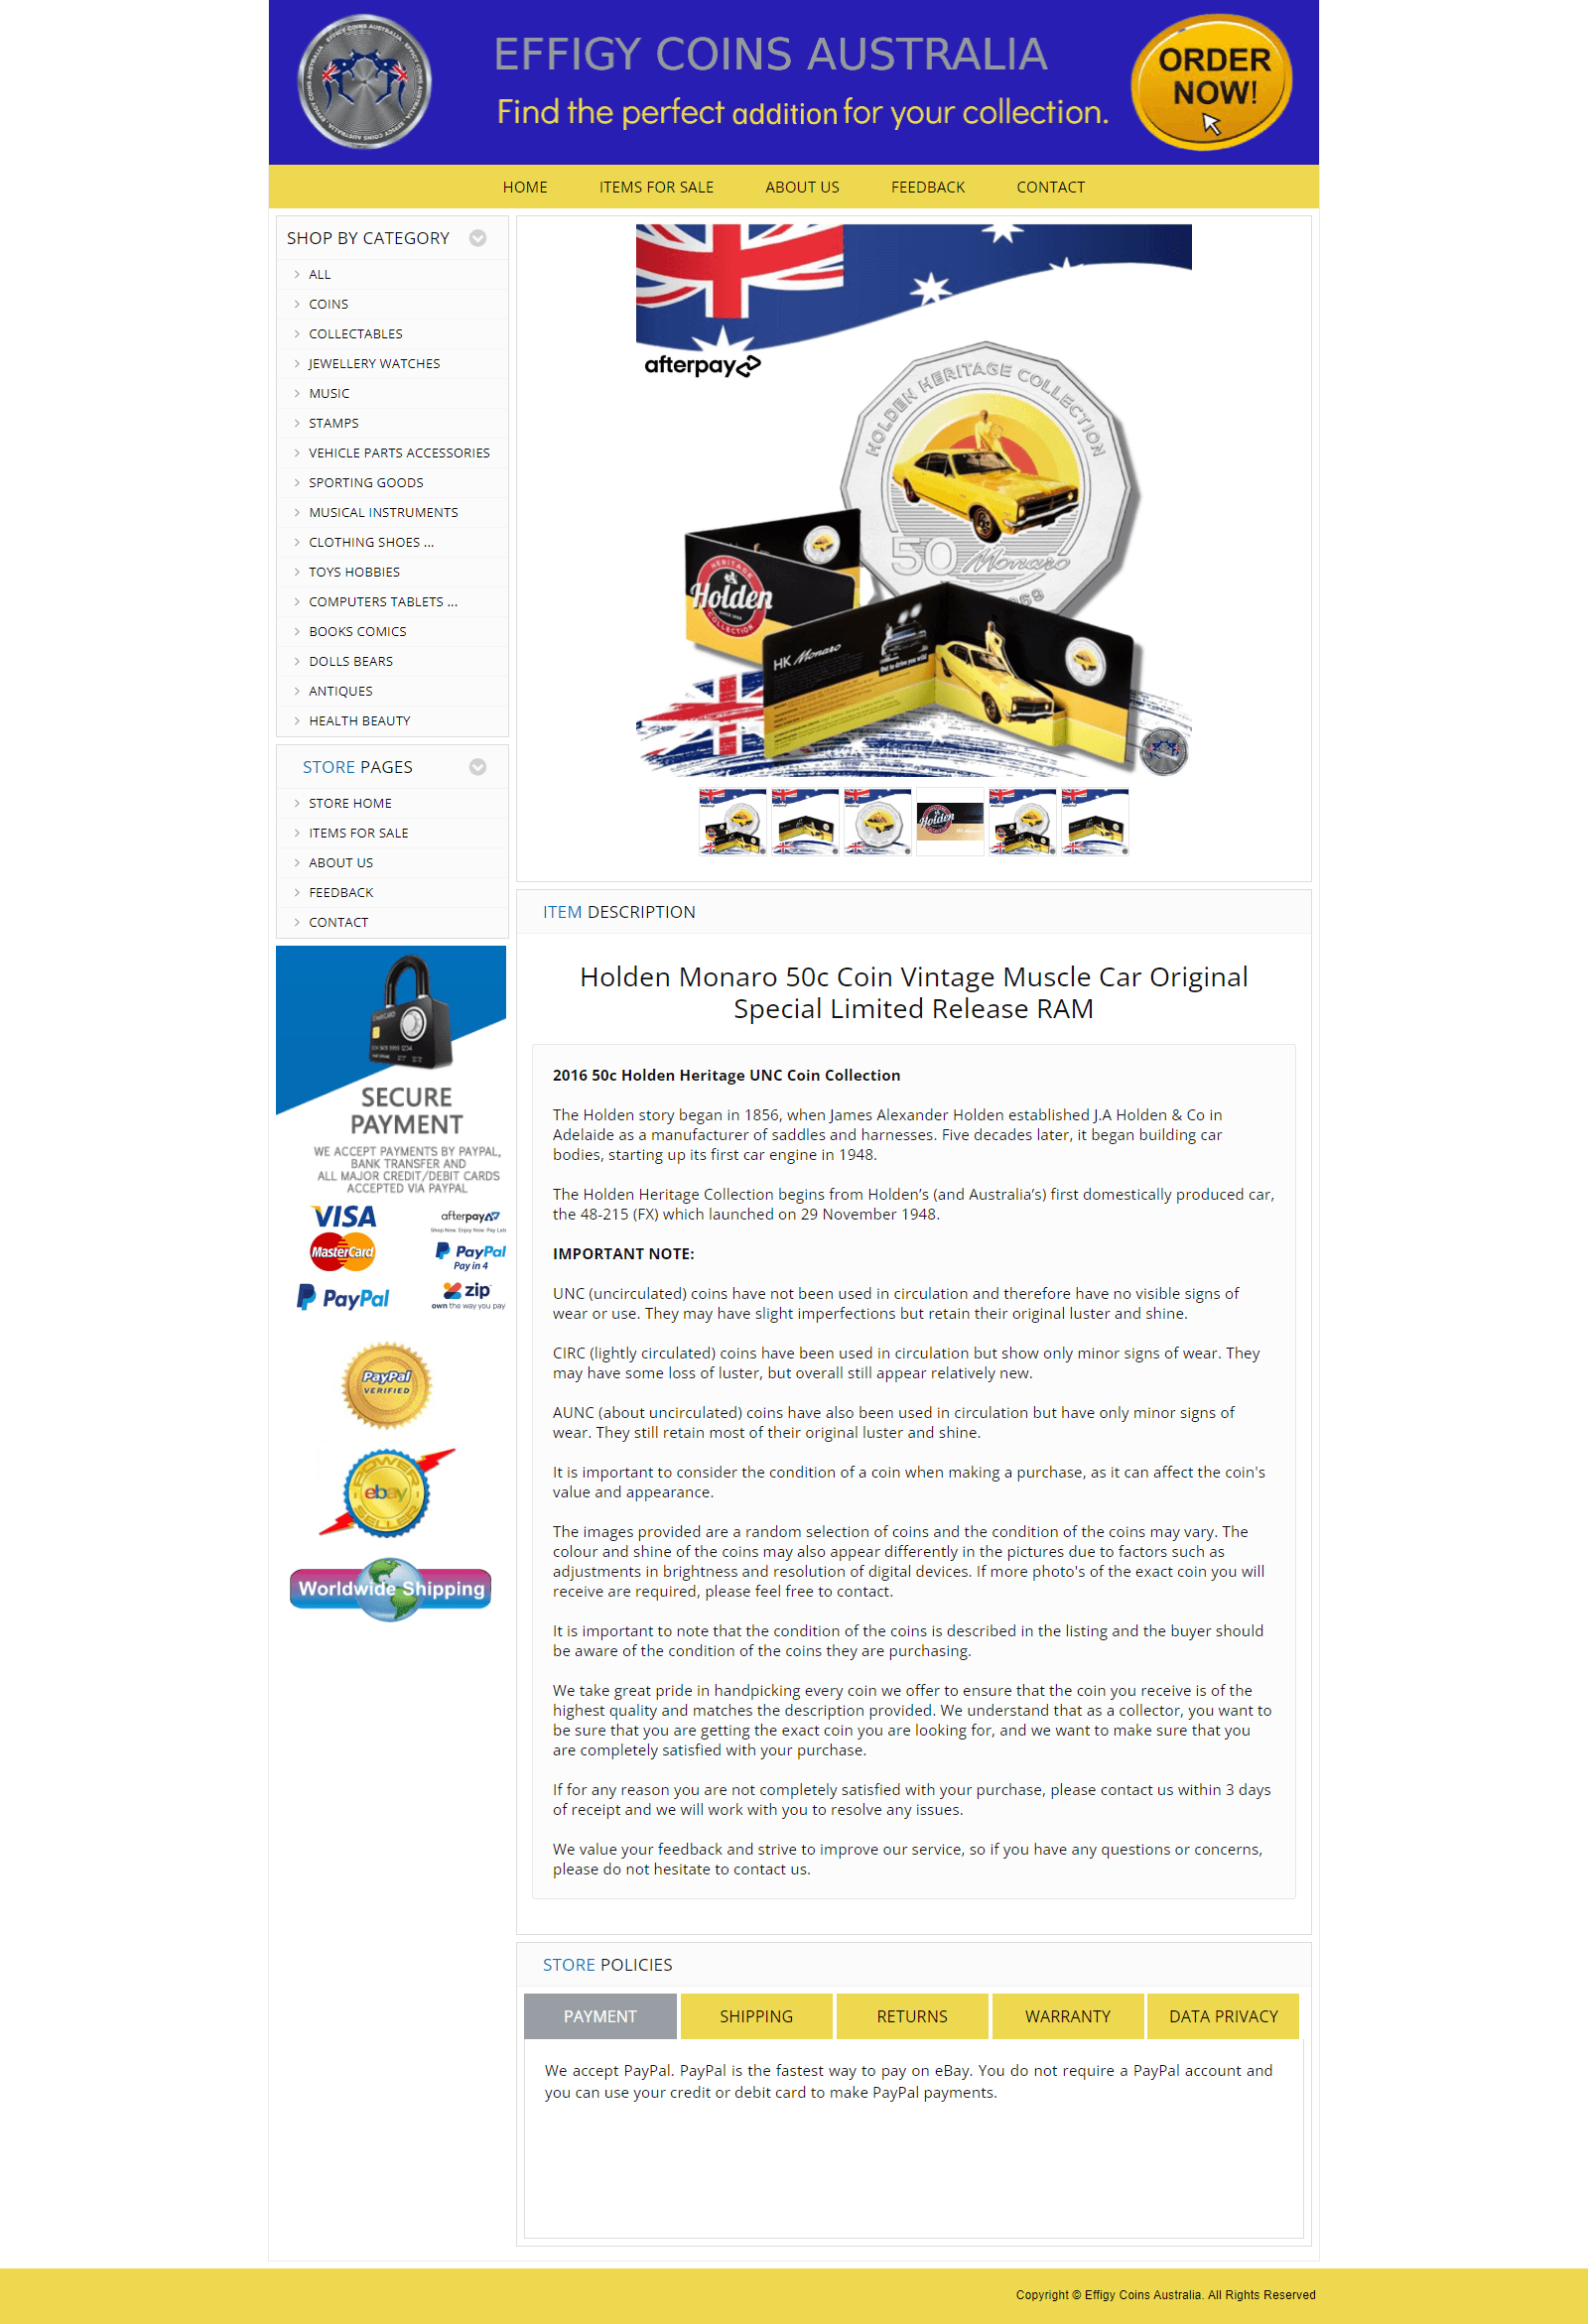 EFFIGY COINS AUSTRALIA
Find the perfect addition for your collection.
ORDER
NOW!
HOME ITEMS FOR SALE ABOUT US FEEDBACK CONTACT
SHOP BY CATEGORY
ALL
COINS
COLLECTABLES
JEWELLERY WATCHES
MUSIC
STAMPS
VEHICLE PARTS ACCESSORIES
SPORTING GOODS
MUSICAL INSTRUMENTS
CLOTHING SHOES ...
TOYS HOBBIES
COMPUTERS TABLETS ...
BOOKS COMICS
DOLLS BEARS
ANTIQUES
HEALTH BEAUTY
STORE PAGES
STORE HOME
ITEMS FOR SALE
ABOUT US
FEEDBACK
CONTACT
SECURE
PAYMENT
WE ACCEPT PAYMENTS BY PAYPAL,
BANK TRANSFER AND
ALL MAJOR CREDIT/DEBIT CARDS
ACCEPTED VIA PAYPAL
VISA
afterpay
MasterCard
PayPal
Pay in 4
PayPal
zip
own the way you pay
PayPal
VERIFIED
POWER
ebay
SELLER
Worldwide Shipping
afterpay
HOLDEN HERITAGE COLLECTION
50 Monaro
HERITAGE
Holden
COLLECTION
HK Monaro
Out to drive you wild
ITEM DESCRIPTION
Holden Monaro 50c Coin Vintage Muscle Car Original
Special Limited Release RAM
2016 50c Holden Heritage UNC Coin Collection
The Holden story began in 1856, when James Alexander Holden established J.A Holden & Co in
Adelaide as a manufacturer of saddles and harnesses. Five decades later, it began building car
bodies, starting up its first car engine in 1948.
The Holden Heritage Collection begins from Holden’s (and Australia’s) first domestically produced car,
the 48-215 (FX) which launched on 29 November 1948.
IMPORTANT NOTE:
UNC (uncirculated) coins have not been used in circulation and therefore have no visible signs of
wear or use. They may have slight imperfections but retain their original luster and shine.
CIRC (lightly circulated) coins have been used in circulation but show only minor signs of wear. They
may have some loss of luster, but overall still appear relatively new.
AUNC (about uncirculated) coins have also been used in circulation but have only minor signs of
wear. They still retain most of their original luster and shine.
It is important to consider the condition of a coin when making a purchase, as it can affect the coin's
value and appearance.
The images provided are a random selection of coins and the condition of the coins may vary. The
colour and shine of the coins may also appear differently in the pictures due to factors such as
adjustments in brightness and resolution of digital devices. If more photo's of the exact coin you will
receive are required, please feel free to contact.
It is important to note that the condition of the coins is described in the listing and the buyer should
be aware of the condition of the coins they are purchasing.
We take great pride in handpicking every coin we offer to ensure that the coin you receive is of the
highest quality and matches the description provided. We understand that as a collector, you want to
be sure that you are getting the exact coin you are looking for, and we want to make sure that you
are completely satisfied with your purchase.
If for any reason you are not completely satisfied with your purchase, please contact us within 3 days
of receipt and we will work with you to resolve any issues.
We value your feedback and strive to improve our service, so if you have any questions or concerns,
please do not hesitate to contact us.
STORE POLICIES
PAYMENT SHIPPING RETURNS WARRANTY DATA PRIVACY
We accept PayPal. PayPal is the fastest way to pay on eBay. You do not require a PayPal account and
you can use your credit or debit card to make PayPal payments.
Copyright © Effigy Coins Australia. All Rights Reserved